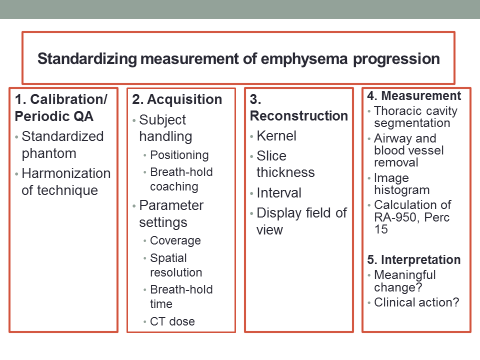 Standardizing measurement of emphysema progression
1. Calibration/
Periodic QA
• Standardized
phantom
• Harmonization
of technique
2. Acquisition
• Subject
handling
• Positioning
• Breath-hold
coaching
• Parameter
settings
• Coverage
• Spatial
resolution
• Breath-hold
time
• CT dose
3.
Reconstruction
• Kernel
• Slice
thickness
• Interval
• Display field of
view
4. Measurement
• Thoracic cavity
segmentation
• Airway and
blood vessel
removal
• Image
histogram
• Calculation of
RA-950, Perc
15
5. Interpretation
• Meaningful
change?
• Clinical action?